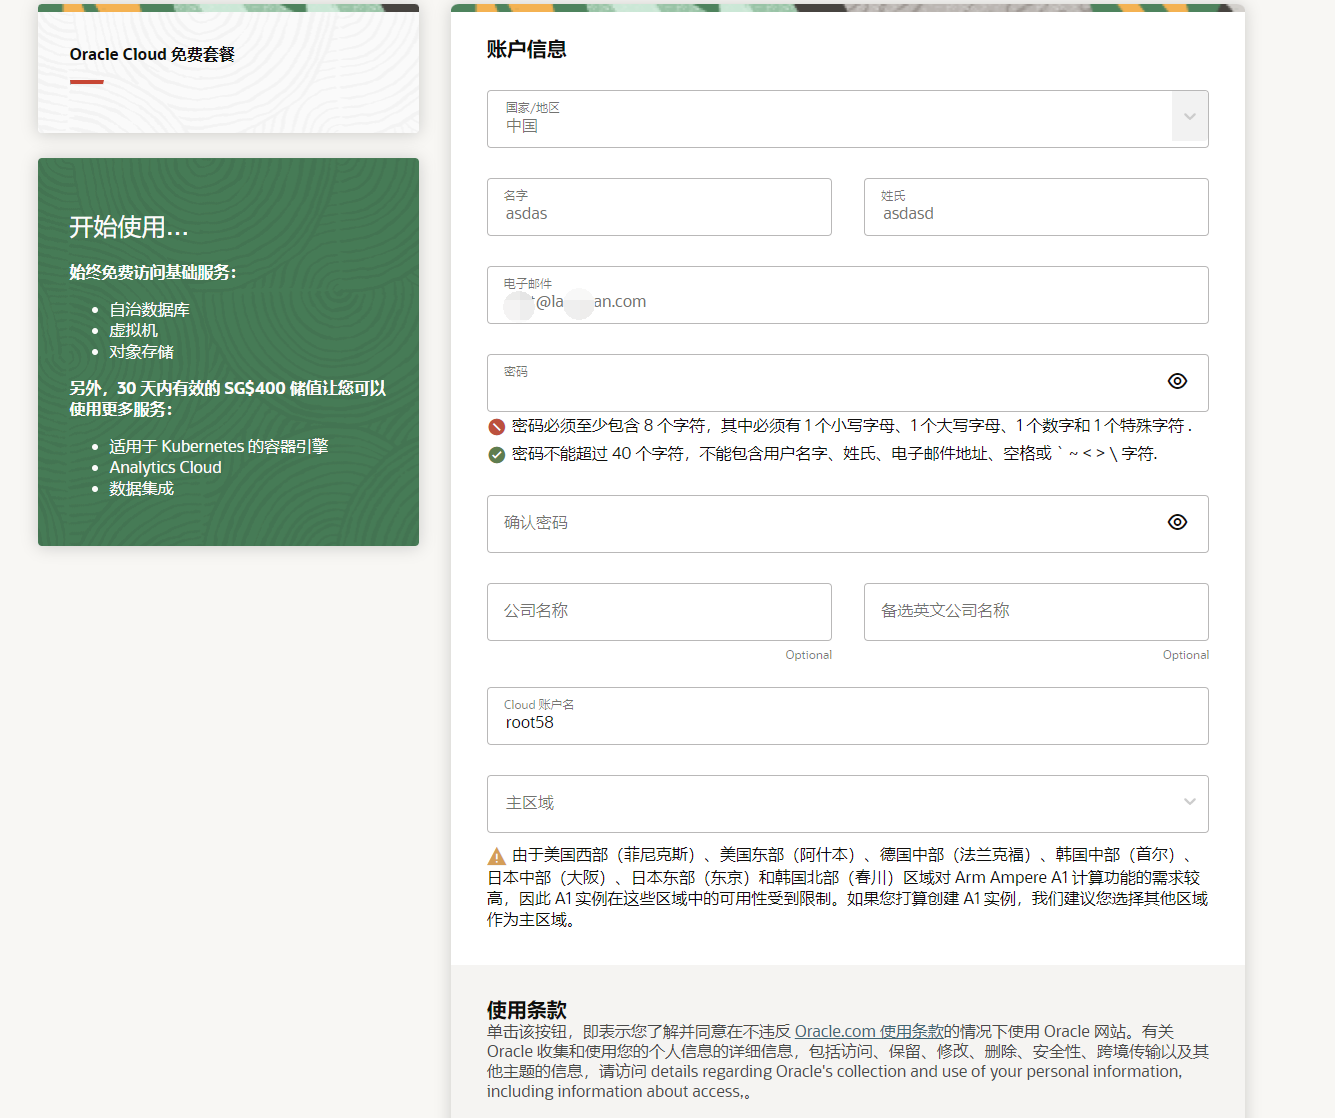 Oracle Cloud 免费套餐
开始使用...
始终免费访问基础服务：
自治数据库
虚拟机
对象存储
另外，30 天内有效的 SG$400 储值让您可以
使用更多服务：
适用于 Kubernetes 的容器引擎
Analytics Cloud
数据集成
账户信息
国家/地区
中国
名字
asdas
姓氏
asdasd
电子邮件
@la an.com
密码
密码必须至少包含 8 个字符，其中必须有 1 个小写字母、1 个大写字母、1 个数字和 1 个特殊字符 .
密码不能超过 40 个字符，不能包含用户名字、姓氏、电子邮件地址、空格或 ` ~ < > \ 字符.
确认密码
公司名称
Optional
备选英文公司名称
Optional
Cloud 账户名
root58
主区域
由于美国西部（菲尼克斯）、美国东部（阿什本）、德国中部（法兰克福）、韩国中部（首尔）、
日本中部（大阪）、日本东部（东京）和韩国北部（春川）区域对 Arm Ampere A1 计算功能的需求较
高，因此 A1 实例在这些区域中的可用性受到限制。如果您打算创建 A1 实例，我们建议您选择其他区域
作为主区域。
使用条款
单击该按钮，即表示您了解并同意在不违反 Oracle.com 使用条款的情况下使用 Oracle 网站。有关
Oracle 收集和使用您的个人信息的详细信息，包括访问、保留、修改、删除、安全性、跨境传输以及其
他主题的信息，请访问 details regarding Oracle's collection and use of your personal information,
including information about access,。